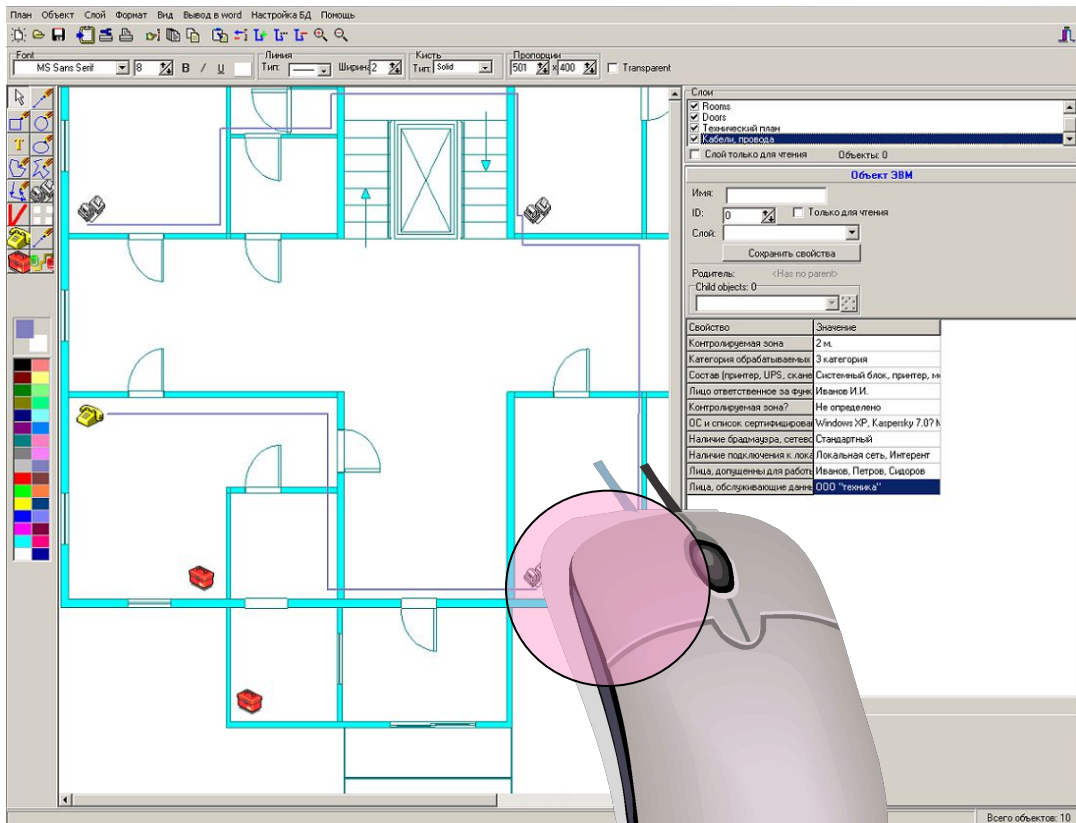 План Объект Слой Формат Вид Вывод в word Настройка БД Помощь
Font Линия Кисть Пропорции
MS Sans Serif 8 B / U Тип: Ширина 2 Тип: Solid 501 x 400 Transparent
Слои
Rooms
Doors
Технический план
Кабели, провода
Слой только для чтения Объекты: 0
Объект ЭВМ
Имя:
ID: 0 Только для чтения
Слой:
Сохранить свойства
Родитель: <Has no parent>
Child objects: 0
Свойство Значение
Контролируемая зона 2 м.
Категория обрабатываемых 3 категория
Состав (принтер, UPS, скане Системный блок, принтер, м
Лицо ответственное за функ Иванов И.И.
Контролируемая зона? Не определено
ОС и список сертифицирова Windows XP, Kaspersky 7.0?
Наличие брадмауэра, сетево Стандартный
Наличие подключения к лока Локальная сеть, Интерент
Лица, допущенны для работь Иванов, Петров, Сидоров
Лица, обслуживающие данны ООО "техника"
T
Всего объектов: 10